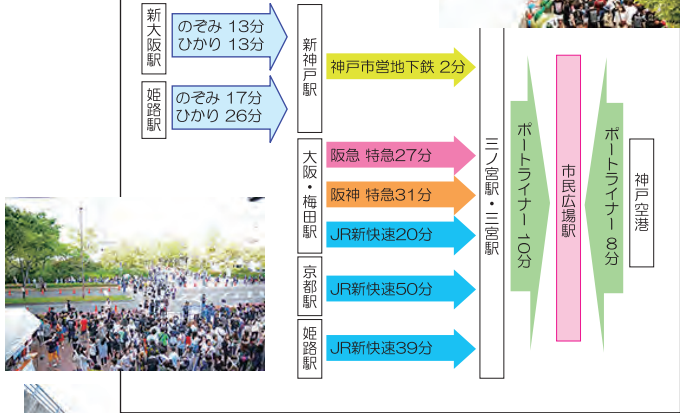 新大阪駅
のぞみ 13分
ひかり 13分
姫路駅
のぞみ 17分
ひかり 26分
新神戸駅
神戸市営地下鉄 2分
大阪・梅田駅
阪急 特急27分
阪神 特急31分
JR新快速20分
京都駅
JR新快速50分
姫路駅
JR新快速39分
三ノ宮駅・三宮駅
ポートライナー 10分
市民広場駅
ポートライナー 8分
神戸空港